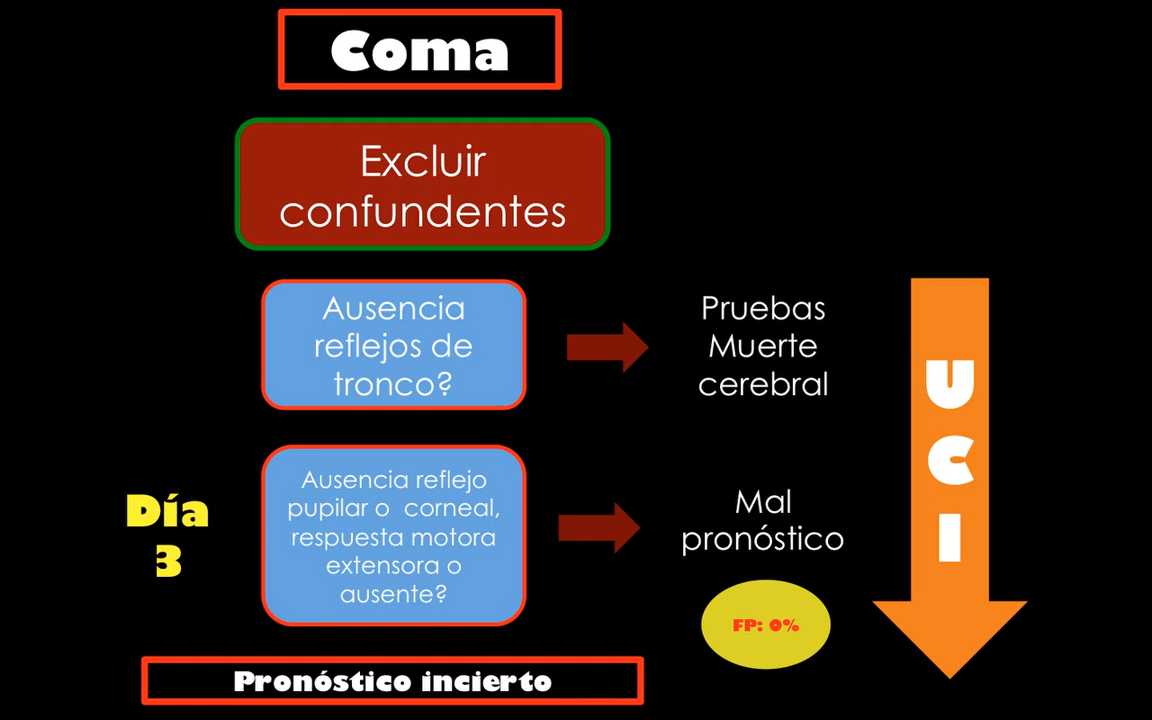 Coma
Excluir
confundentes
Ausencia
reflejos de
tronco?
Pruebas
Muerte
cerebral
Día
3
Ausencia reflejo
pupilar o  corneal,
respuesta motora
extensora o
ausente?
Mal
pronóstico
FP: 0%
U
C
I
Pronóstico incierto